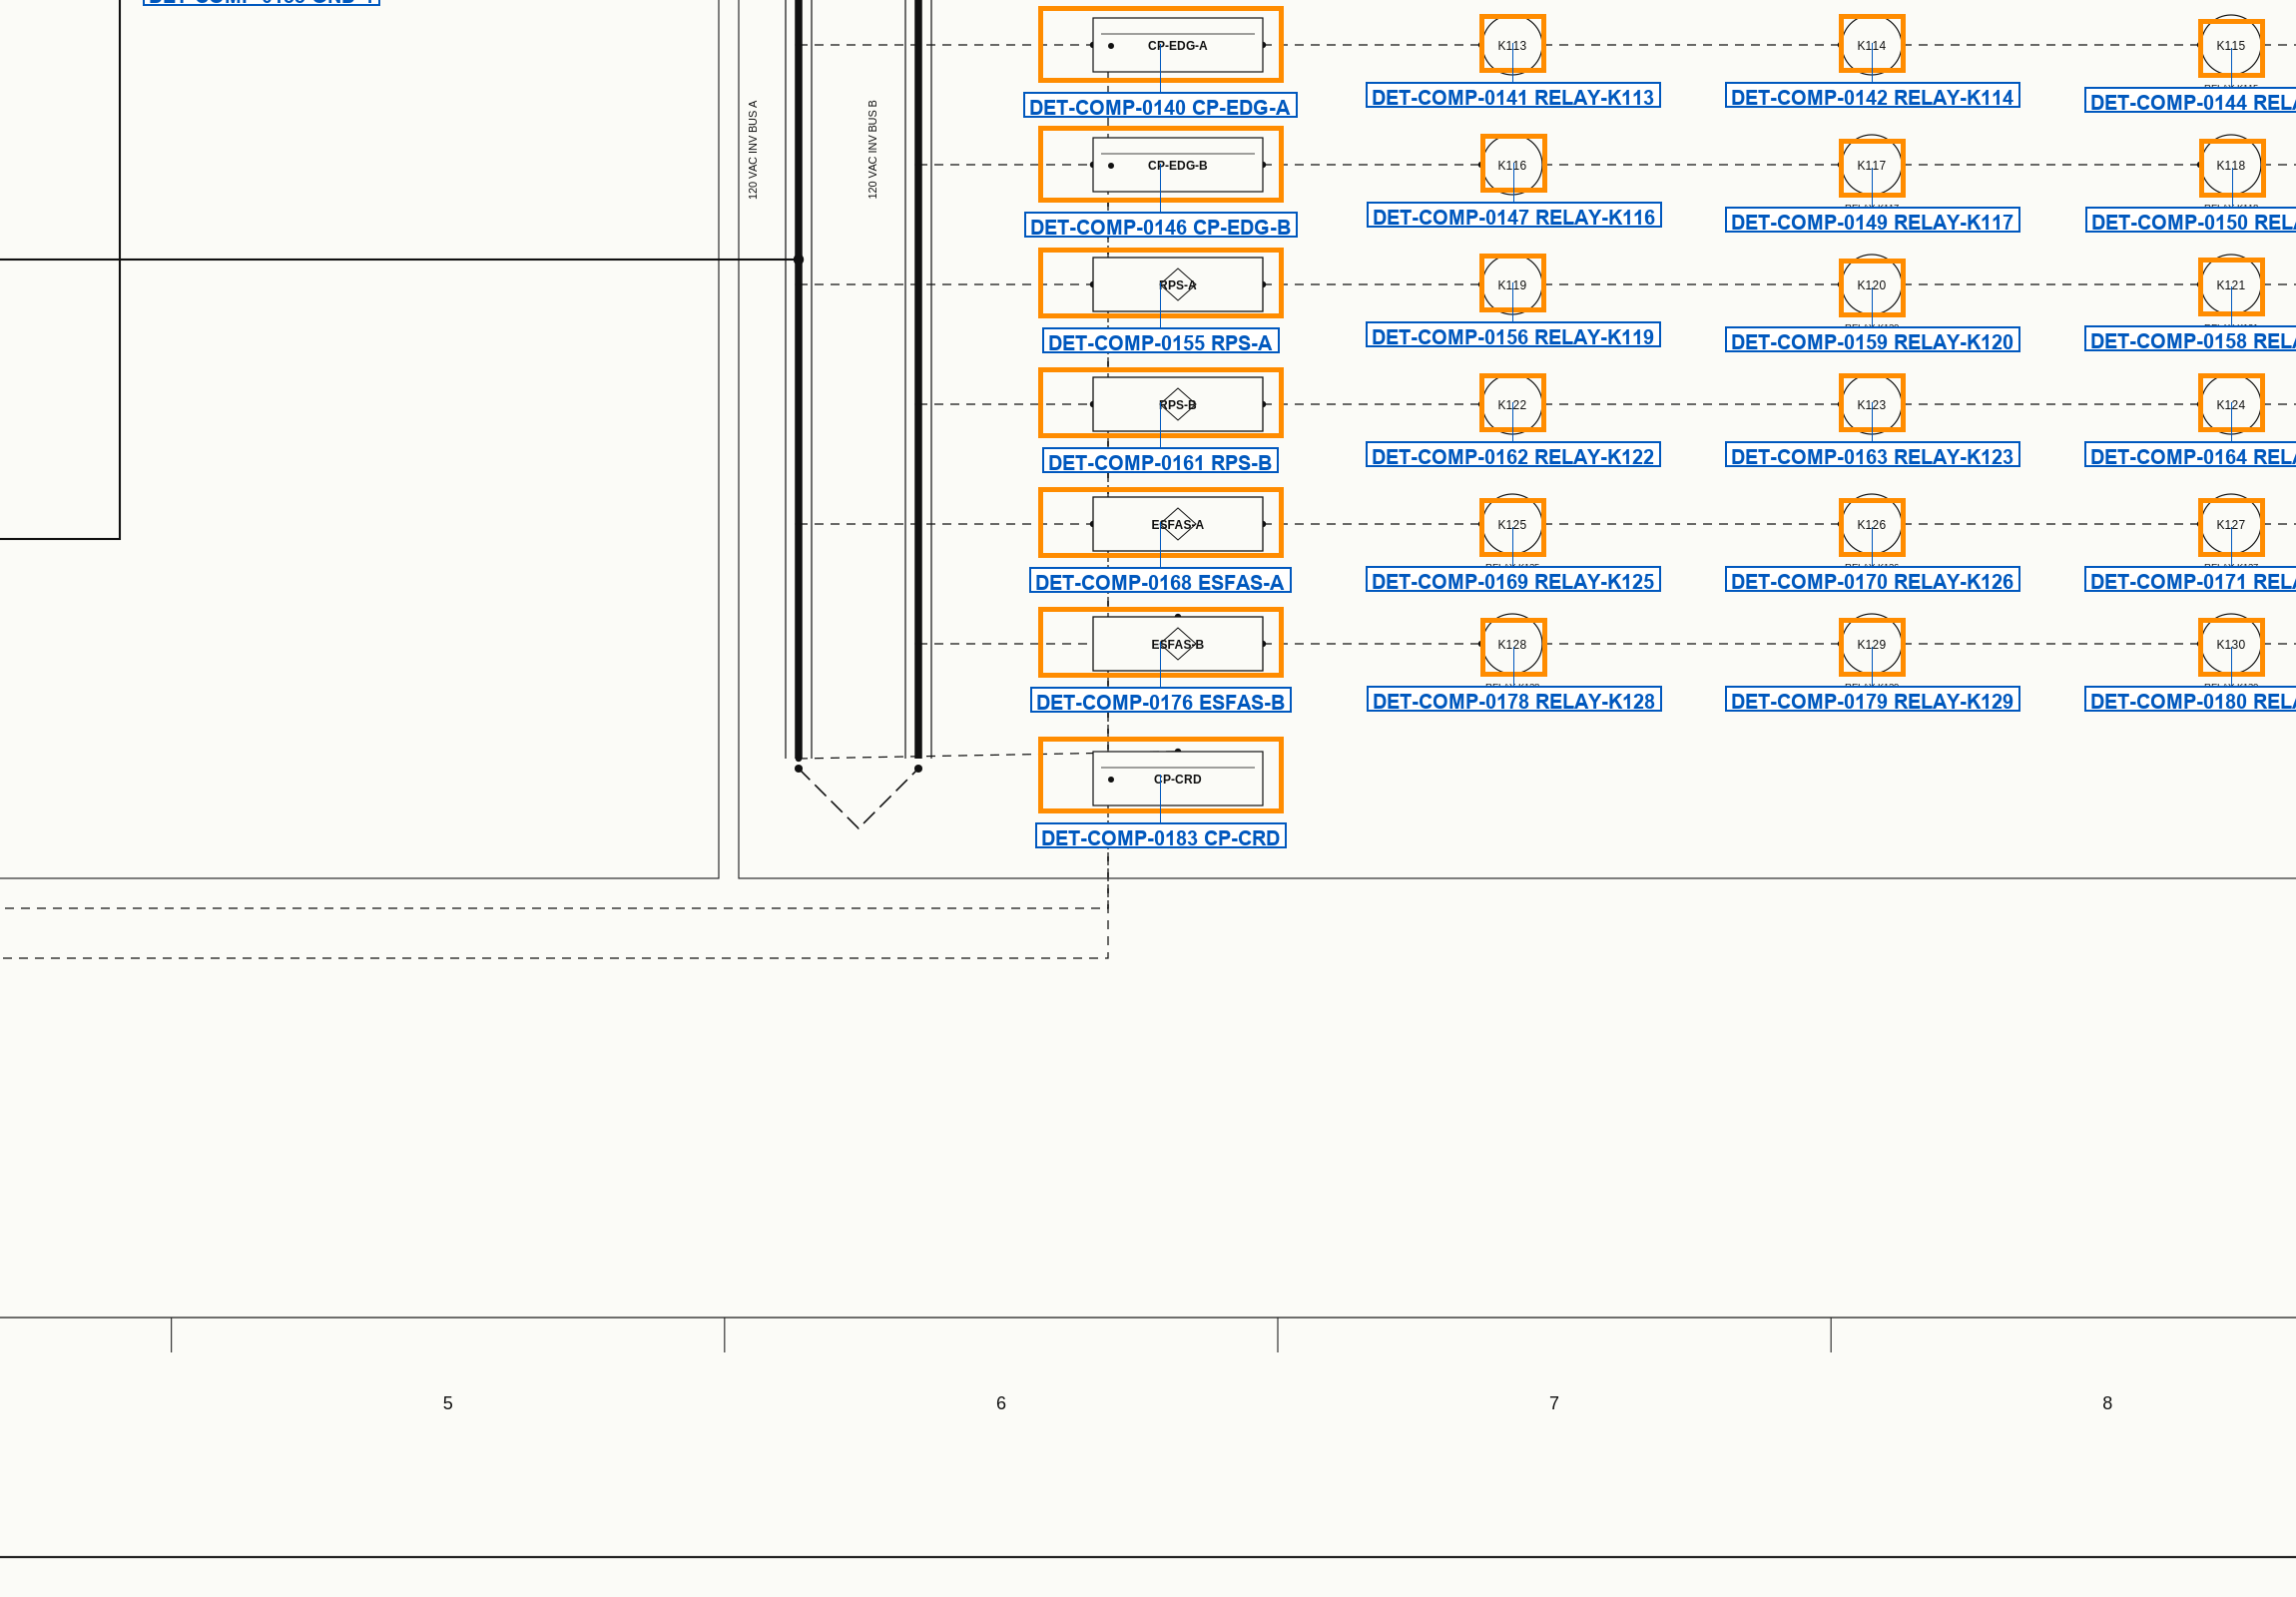 CP-EDG-A K113 K114 K115
DET-COMP-0140 CP-EDG-A DET-COMP-0141 RELAY-K113 DET-COMP-0142 RELAY-K114 DET-COMP-0144
120 VAC INV BUS A
120 VAC INV BUS B
CP-EDG-B K116 K117 K118
DET-COMP-0146 CP-EDG-B DET-COMP-0147 RELAY-K116 DET-COMP-0149 RELAY-K117 DET-COMP-0150
RPS-A K119 K120 K121
DET-COMP-0155 RPS-A DET-COMP-0156 RELAY-K119 DET-COMP-0159 RELAY-K120 DET-COMP-0158
RPS-B K122 K123 K124
DET-COMP-0161 RPS-B DET-COMP-0162 RELAY-K122 DET-COMP-0163 RELAY-K123 DET-COMP-0164
ESFAS-A K125 K126 K127
DET-COMP-0168 ESFAS-A DET-COMP-0169 RELAY-K125 DET-COMP-0170 RELAY-K126 DET-COMP-0171
ESFAS-B K128 K129 K130
DET-COMP-0176 ESFAS-B DET-COMP-0178 RELAY-K128 DET-COMP-0179 RELAY-K129 DET-COMP-0180
CP-CRD
DET-COMP-0183 CP-CRD
5 6 7 8